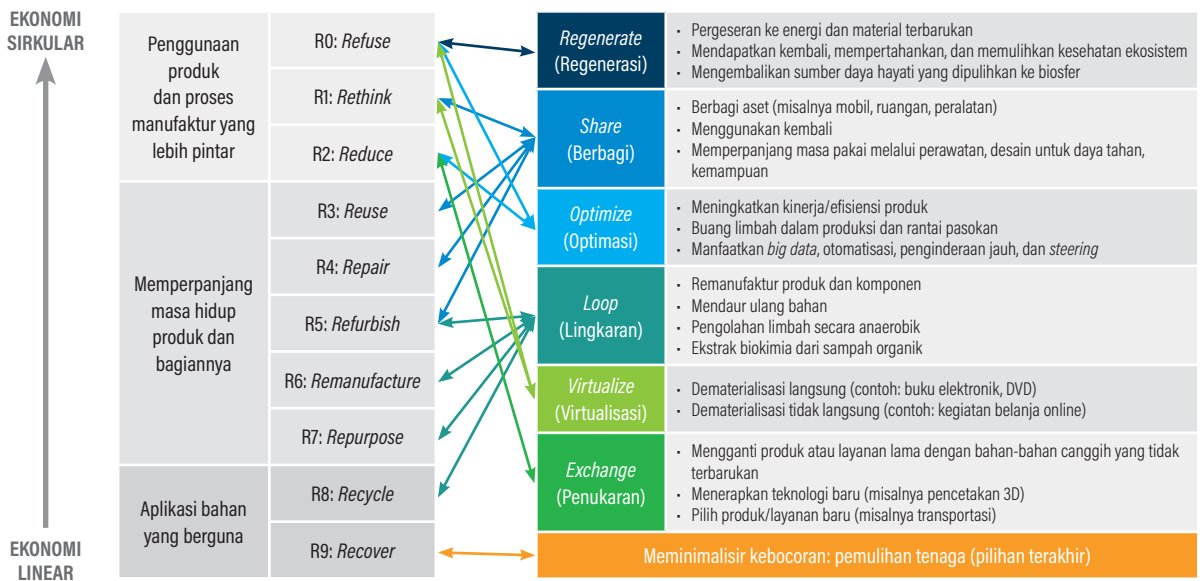 EKONOMI
SIRKULAR
Penggunaan
produk
dan proses
manufaktur yang
lebih pintar
R0: Refuse
R1: Rethink
R2: Reduce
Memperpanjang
masa hidup
produk dan
bagiannya
R3: Reuse
R4: Repair
R5: Refurbish
R6: Remanufacture
R7: Repurpose
Aplikasi bahan
yang berguna
R8: Recycle
R9: Recover
EKONOMI
LINEAR
Regenerate
(Regenerasi)
• Pergeseran ke energi dan material terbarukan
• Mendapatkan kembali, mempertahankan, dan memulihkan kesehatan ekosistem
• Mengembalikan sumber daya hayati yang dipulihkan ke biosfer
Share
(Berbagi)
• Berbagi aset (misalnya mobil, ruangan, peralatan)
• Menggunakan kembali
• Memperpanjang masa pakai melalui perawatan, desain untuk daya tahan,
kemampuan
Optimize
(Optimasi)
• Meningkatkan kinerja/efisiensi produk
• Buang limbah dalam produksi dan rantai pasokan
• Manfaatkan big data, otomatisasi, penginderaan jauh, dan steering
Loop
(Lingkaran)
• Remanufaktur produk dan komponen
• Mendaur ulang bahan
• Pengolahan limbah secara anaerobik
• Ekstrak biokimia dari sampah organik
Virtualize
(Virtualisasi)
• Dematerialisasi langsung (contoh: buku elektronik, DVD)
• Dematerialisasi tidak langsung (contoh: kegiatan belanja online)
Exchange
(Penukaran)
• Mengganti produk atau layanan lama dengan bahan-bahan canggih yang tidak
terbarukan
• Menerapkan teknologi baru (misalnya pencetakan 3D)
• Pilih produk/layanan baru (misalnya transportasi)
Meminimalisir kebocoran: pemulihan tenaga (pilihan terakhir)